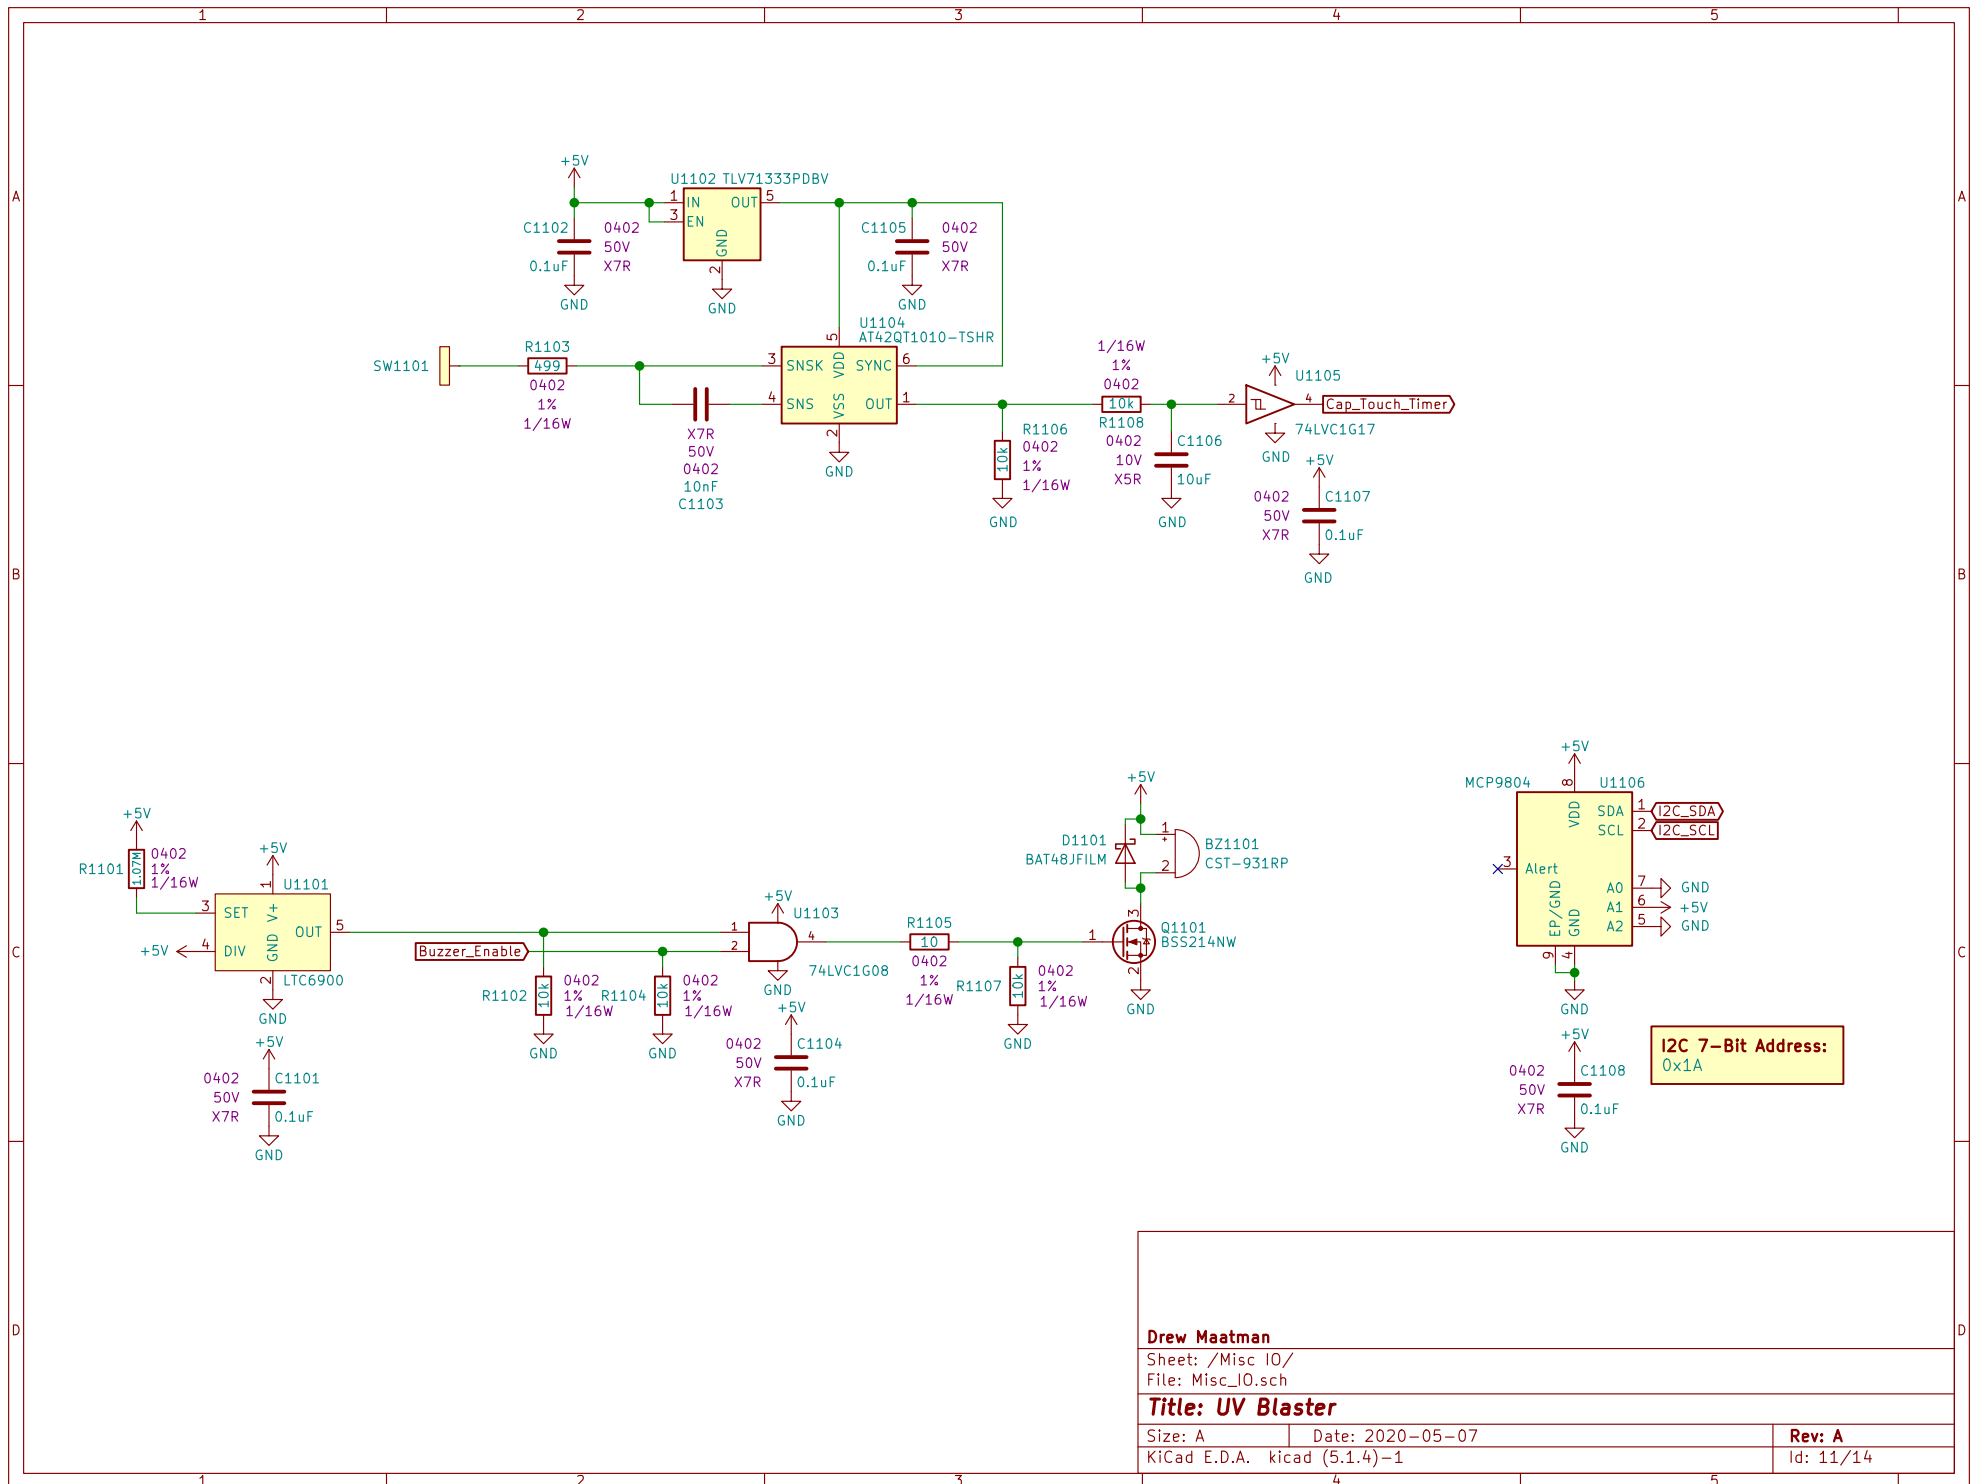 1 2 3 4 5
A
A
B
B
C
C
D
D
+5V
U1102 TLV71333PDBV
1 IN OUT 5
3 EN
GND
2
GND
C1102
0.1uF
0402
50V
X7R
GND
C1105
0.1uF
0402
50V
X7R
GND
SW1101
R1103
499
0402
1%
1/16W
X7R
50V
0402
10nF
C1103
U1104
AT42QT1010-TSHR
5
VDD
3 SNSK SYNC 6
4 SNS OUT 1
VSS
2
GND
R1106
10k
0402
1%
1/16W
GND
1/16W
1%
0402
10k
R1108
0402
10V
X5R
C1106
10uF
GND
+5V
U1105
2
4
74LVC1G17
GND
Cap_Touch_Timer
+5V
0402
50V
X7R
C1107
0.1uF
GND
+5V
R1101
1.07M
0402
1%
1/16W
+5V
1
U1101
3 SET
V+
OUT 5
+5V
4 DIV
GND
2
LTC6900
GND
+5V
0402
50V
X7R
C1101
0.1uF
GND
Buzzer_Enable
R1102
10k
0402
1%
1/16W
GND
R1104
10k
0402
1%
1/16W
GND
+5V
U1103
1
2
4
74LVC1G08
GND
+5V
0402
50V
X7R
C1104
0.1uF
GND
R1105
10
0402
1%
1/16W
R1107
10k
0402
1%
1/16W
GND
+5V
D1101
BAT48JFILM
1
+
2
BZ1101
CST-931RP
3
1
2
Q1101
BSS214NW
GND
+5V
MCP9804
U1106
8
VDD
SDA 1 I2C_SDA
SCL 2 I2C_SCL
3 Alert
A0 7 GND
A1 6 +5V
A2 5 GND
EP/GND
GND
9
4
GND
+5V
0402
50V
X7R
C1108
0.1uF
GND
I2C 7-Bit Address:
0x1A
Drew Maatman
Sheet: /Misc IO/
File: Misc_IO.sch
Title: UV Blaster
Size: A Date: 2020-05-07 Rev: A
KiCad E.D.A. kicad (5.1.4)-1 Id: 11/14
1 2 3 4 5